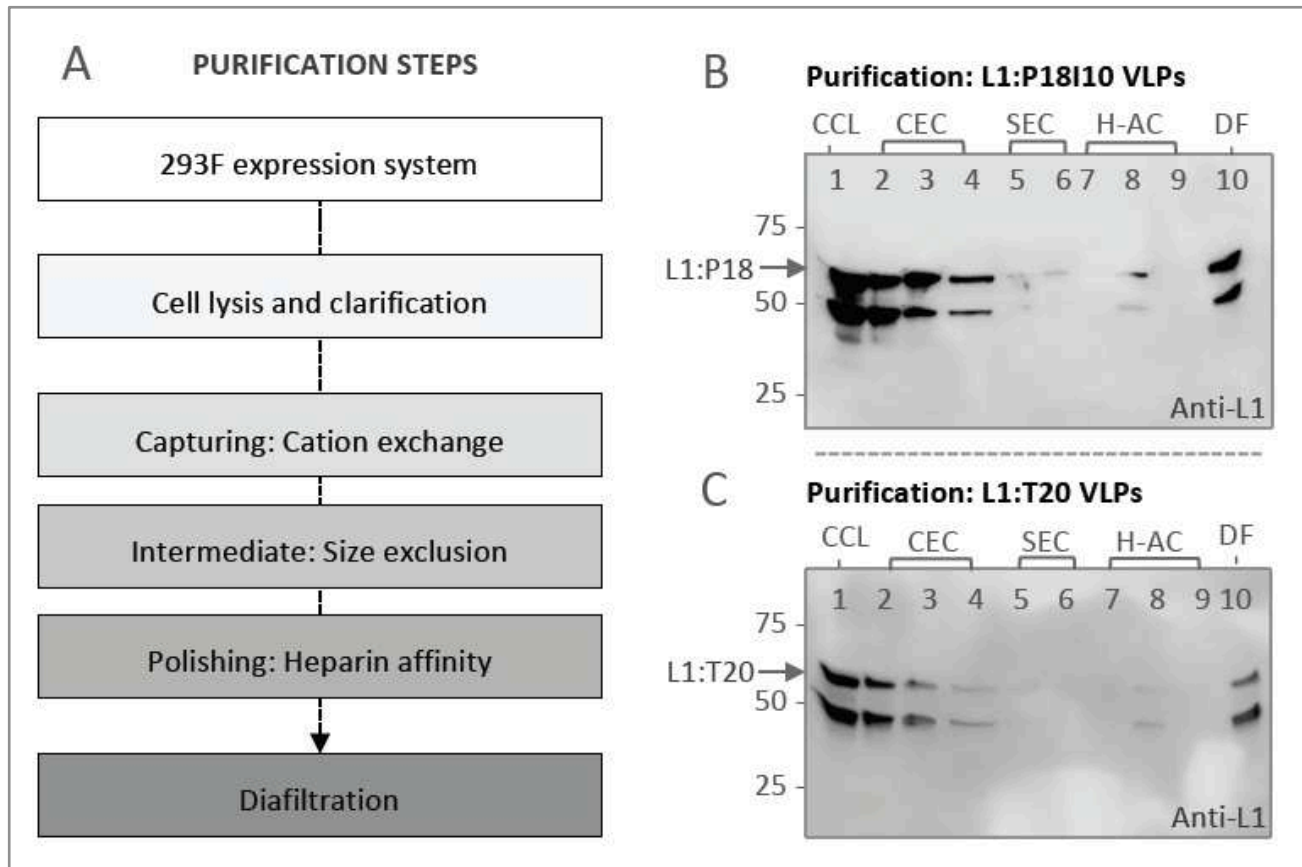 A
PURIFICATION STEPS
293F expression system
Cell lysis and clarification
Capturing: Cation exchange
Intermediate: Size exclusion
Polishing: Heparin affinity
Diafiltration
B
Purification: L1:P18I10 VLPs
CCL CEC SEC H-AC DF
1 2 3 4 5 6 7 8 9 10
75
L1:P18
50
25
Anti-L1
C
Purification: L1:T20 VLPs
CCL CEC SEC H-AC DF
1 2 3 4 5 6 7 8 9 10
75
L1:T20
50
25
Anti-L1